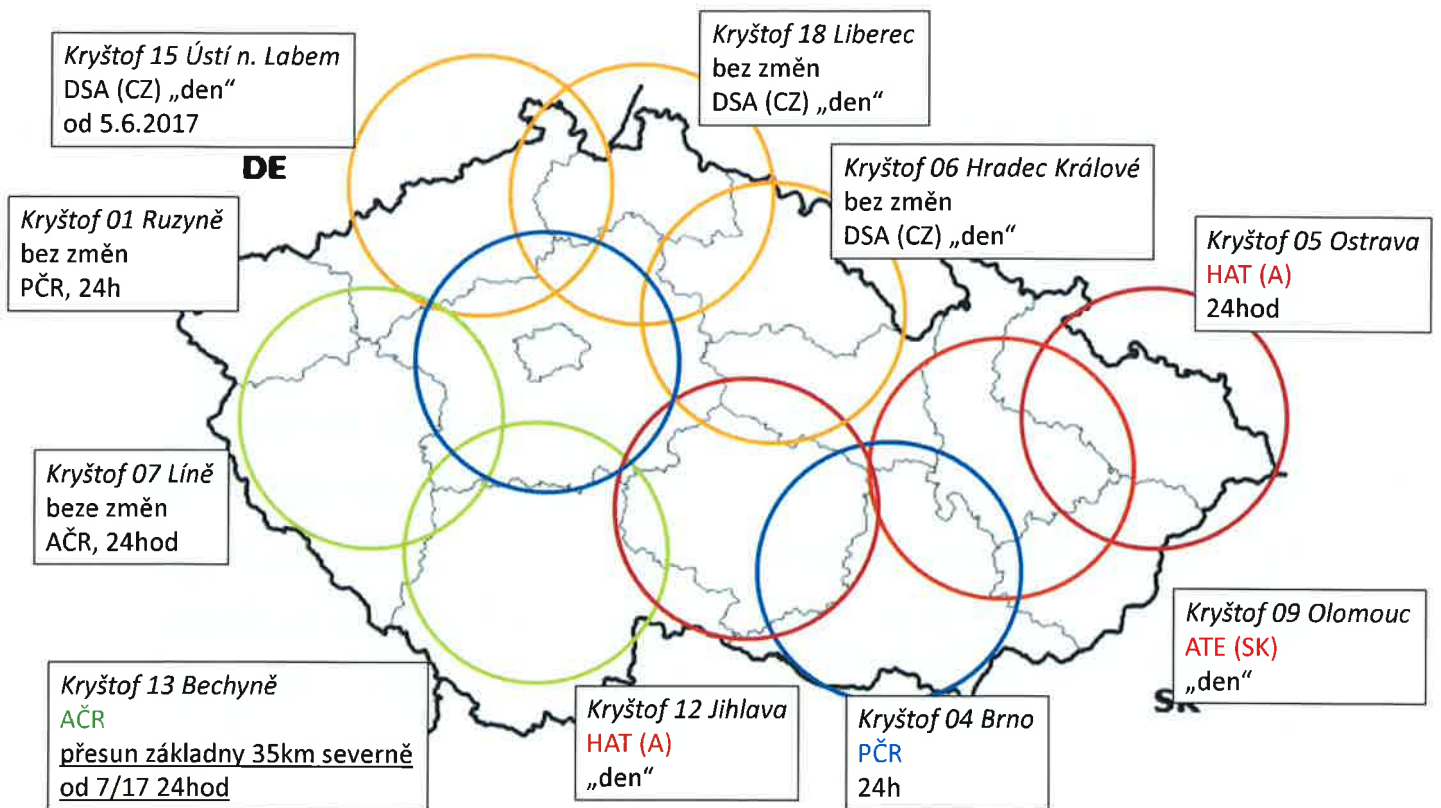 Kryštof 15 Ústí n. Labem
DSA (CZ) „den“
od 5.6.2017
Kryštof 18 Liberec
bez změn
DSA (CZ) „den“
DE
Kryštof 06 Hradec Králové
bez změn
DSA (CZ) „den“
Kryštof 01 Ruzyně
bez změn
PČR, 24h
Kryštof 05 Ostrava
HAT (A)
24hod
Kryštof 07 Líně
beze změn
AČR, 24hod
Kryštof 09 Olomouc
ATE (SK)
„den“
Kryštof 13 Bechyně
AČR
přesun základny 35km severně
od 7/17 24hod
Kryštof 12 Jihlava
HAT (A)
„den“
Kryštof 04 Brno
PČR
24h
SK